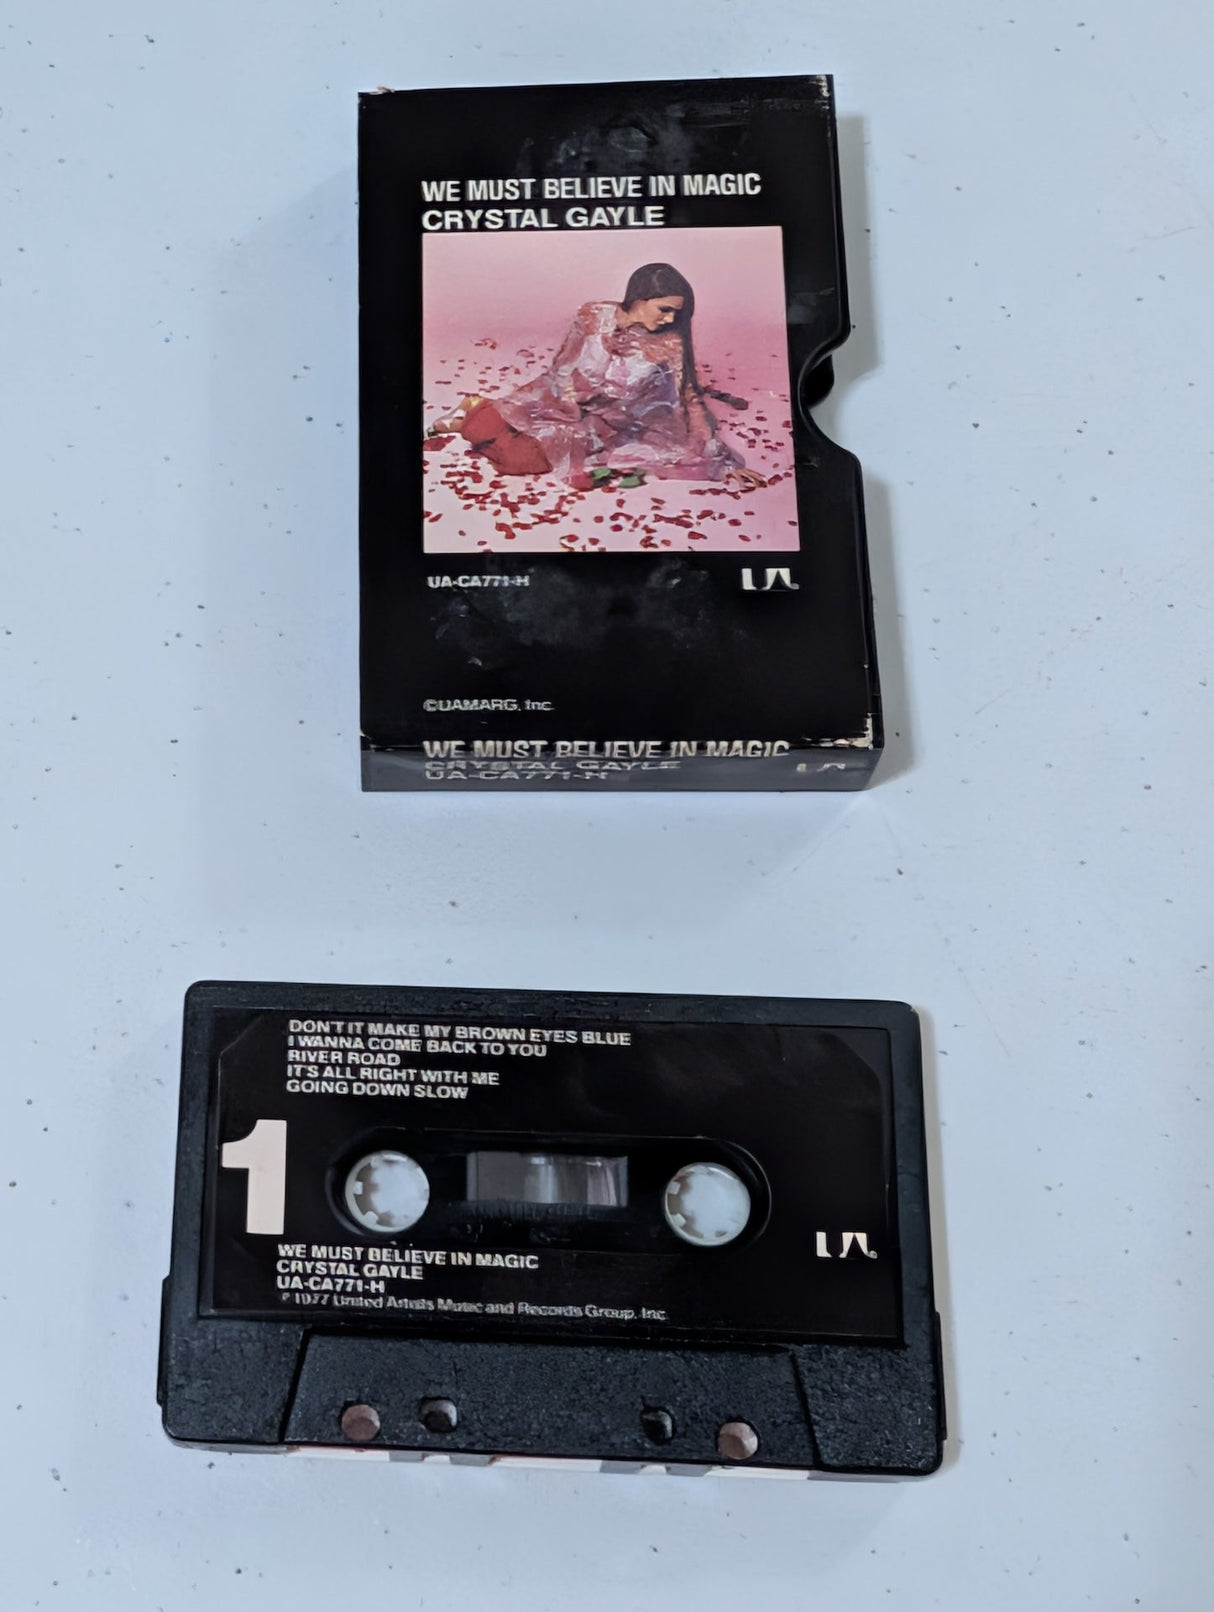 WE MUST BELIEVE IN MAGIC
CRYSTAL GAYLE
UA-CA771-H
UA
©UAMARG, Inc.
WE MUST BELIEVE IN MAGIC
CRYSTAL GAYLE
UA-CA771-H
UA
DON'T IT MAKE MY BROWN EYES BLUE
I WANNA COME BACK TO YOU
RIVER ROAD
IT'S ALL RIGHT WITH ME
GOING DOWN SLOW
1
UA
WE MUST BELIEVE IN MAGIC
CRYSTAL GAYLE
UA-CA771-H
℗ 1977 United Artists Music and Records Group, Inc.